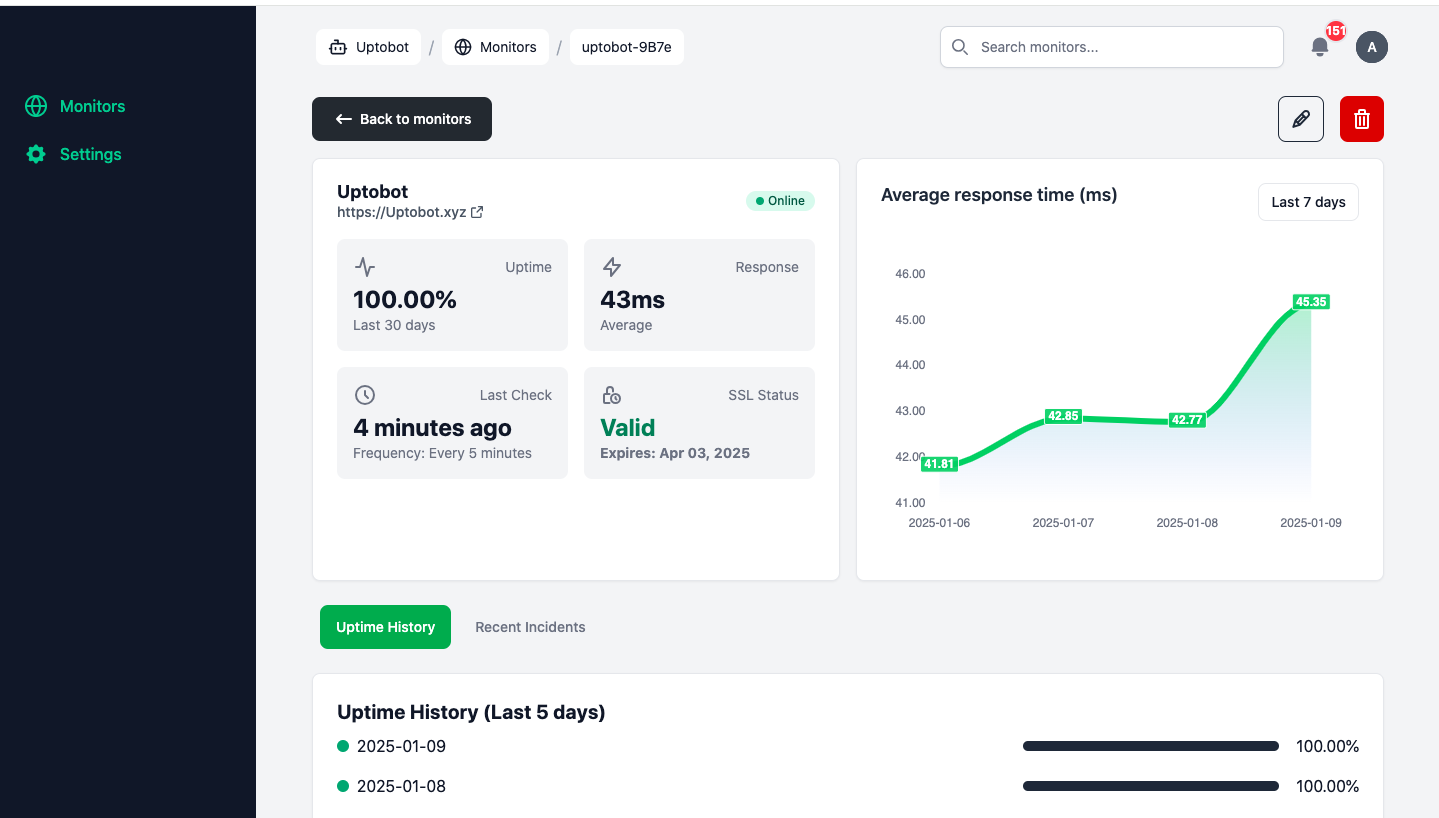 Uptobot / Monitors / uptobot-9B7e
Search monitors...
151
A
Monitors
Settings
Back to monitors
Uptobot
https://Uptobot.xyz
Online
Uptime
100.00%
Last 30 days
Response
43ms
Average
Last Check
4 minutes ago
Frequency: Every 5 minutes
SSL Status
Valid
Expires: Apr 03, 2025
Average response time (ms)
Last 7 days
46.00
45.00
44.00
43.00
42.00
41.00
41.81
42.85
42.77
45.35
2025-01-06 2025-01-07 2025-01-08 2025-01-09
Uptime History Recent Incidents
Uptime History (Last 5 days)
2025-01-09 100.00%
2025-01-08 100.00%